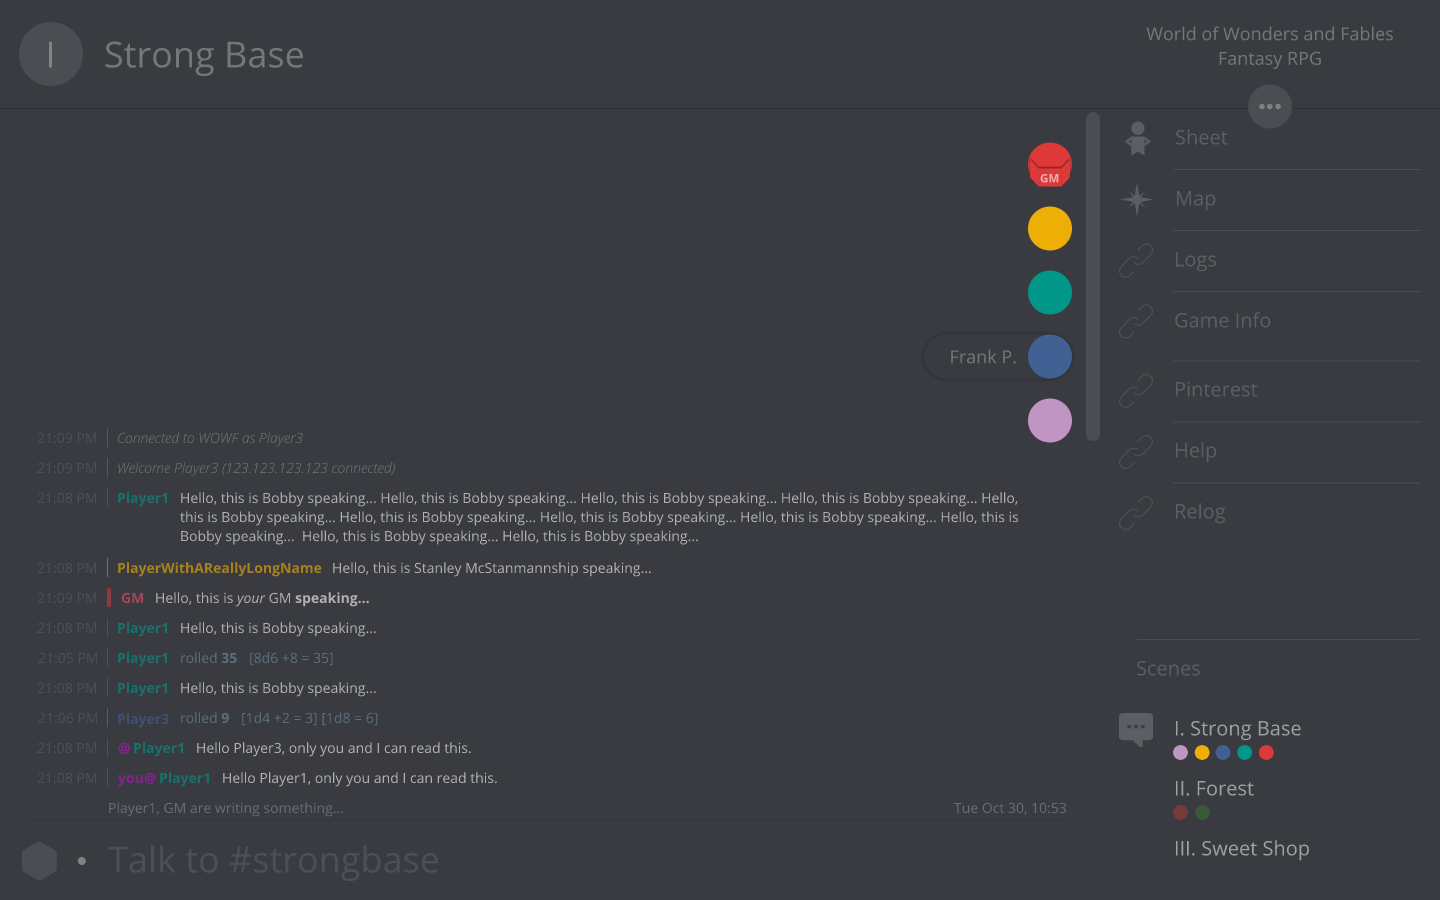 I Strong Base
World of Wonders and Fables
Fantasy RPG
GM
Frank P.
Sheet
Map
Logs
Game Info
Pinterest
Help
Relog
21:09 PM Connected to WOWF as Player3
21:09 PM Welcome Player3 (123.123.123.123 connected)
21:08 PM Player1 Hello, this is Bobby speaking... Hello, this is Bobby speaking... Hello, this is Bobby speaking... Hello, this is Bobby speaking... Hello,
this is Bobby speaking... Hello, this is Bobby speaking... Hello, this is Bobby speaking... Hello, this is Bobby speaking... Hello, this is
Bobby speaking... Hello, this is Bobby speaking... Hello, this is Bobby speaking...
21:08 PM PlayerWithAReallyLongName Hello, this is Stanley McStanmannship speaking...
21:09 PM GM Hello, this is your GM speaking...
21:08 PM Player1 Hello, this is Bobby speaking...
21:05 PM Player1 rolled 35 [8d6 +8 = 35]
21:08 PM Player1 Hello, this is Bobby speaking...
21:06 PM Player3 rolled 9 [1d4 +2 = 3] [1d8 = 6]
21:08 PM @Player1 Hello Player3, only you and I can read this.
21:08 PM you@Player1 Hello Player1, only you and I can read this.
Player1, GM are writing something... Tue Oct 30, 10:53
Talk to #strongbase
Scenes
I. Strong Base
II. Forest
III. Sweet Shop